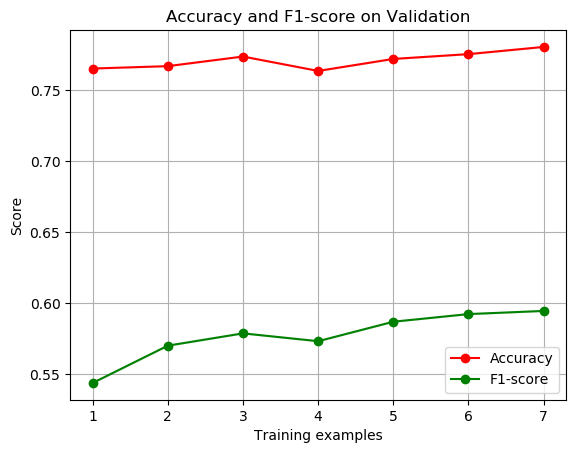 Accuracy and F1-score on Validation
Score
0.75
0.70
0.65
0.60
0.55
1 2 3 4 5 6 7
Training examples
Accuracy
F1-score